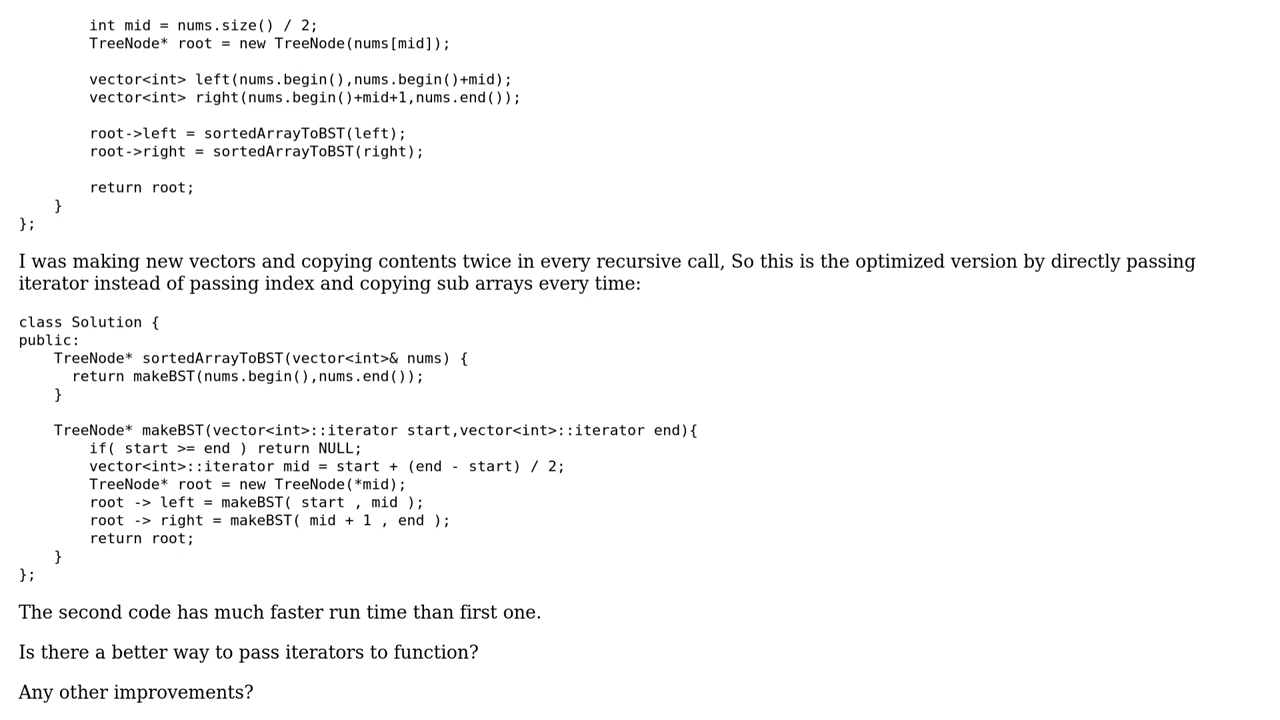 int mid = nums.size() / 2;
        TreeNode* root = new TreeNode(nums[mid]);

        vector<int> left(nums.begin(),nums.begin()+mid);
        vector<int> right(nums.begin()+mid+1,nums.end());

        root->left = sortedArrayToBST(left);
        root->right = sortedArrayToBST(right);

        return root;
    }
};
I was making new vectors and copying contents twice in every recursive call, So this is the optimized version by directly passing
iterator instead of passing index and copying sub arrays every time:
class Solution {
public:
    TreeNode* sortedArrayToBST(vector<int>& nums) {
      return makeBST(nums.begin(),nums.end());
    }

    TreeNode* makeBST(vector<int>::iterator start,vector<int>::iterator end){
        if( start >= end ) return NULL;
        vector<int>::iterator mid = start + (end - start) / 2;
        TreeNode* root = new TreeNode(*mid);
        root -> left = makeBST( start , mid );
        root -> right = makeBST( mid + 1 , end );
        return root;
    }
};
The second code has much faster run time than first one.
Is there a better way to pass iterators to function?
Any other improvements?